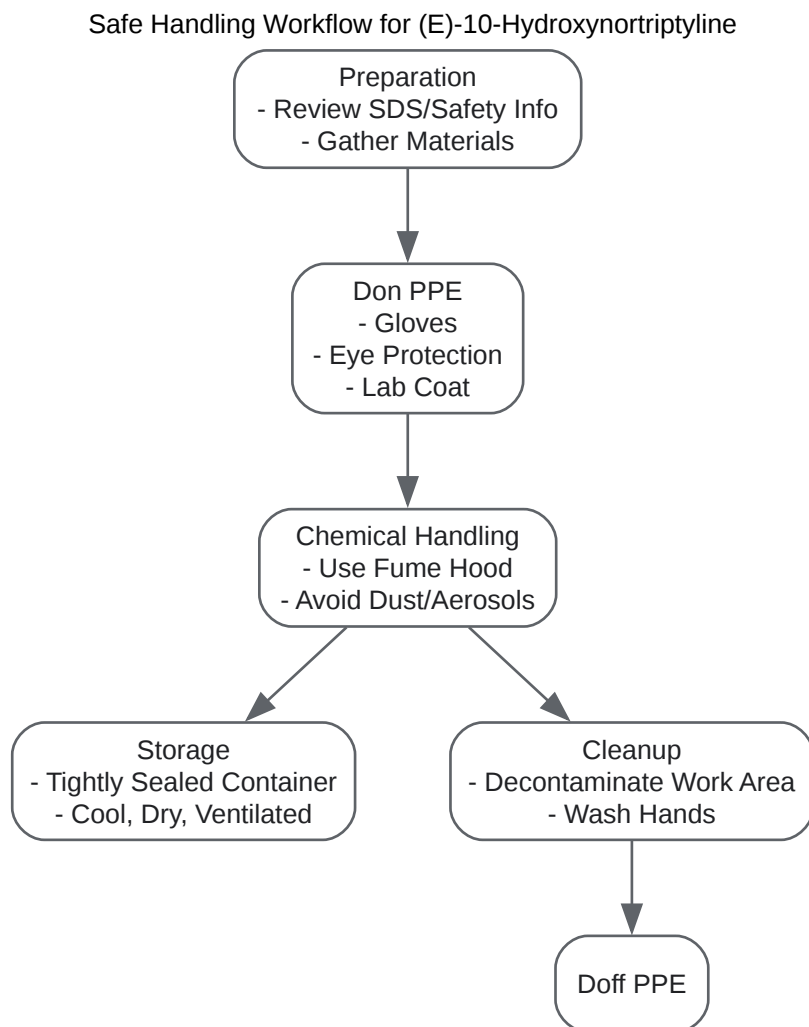 Safe Handling Workflow for (E)-10-Hydroxynortriptyline
Preparation
- Review SDS/Safety Info
- Gather Materials
Don PPE
- Gloves
- Eye Protection
- Lab Coat
Chemical Handling
- Use Fume Hood
- Avoid Dust/Aerosols
Storage
- Tightly Sealed Container
- Cool, Dry, Ventilated
Cleanup
- Decontaminate Work Area
- Wash Hands
Doff PPE